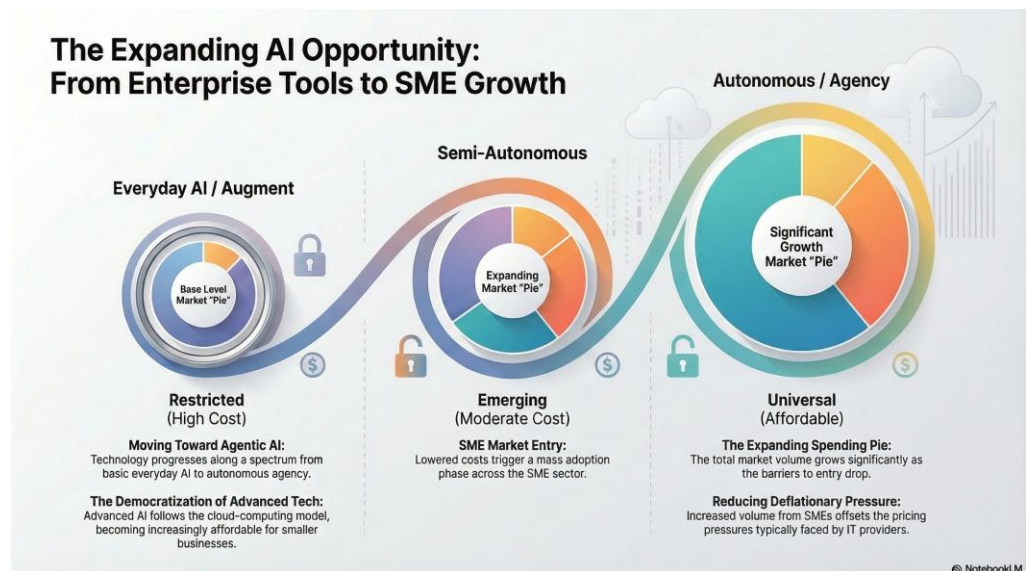 The Expanding AI Opportunity:
From Enterprise Tools to SME Growth
Everyday AI / Augment
Base Level
Market "Pie"
Restricted
(High Cost)
Moving Toward Agentic AI:
Technology progresses along a spectrum from
basic everyday AI to autonomous agency.
The Democratization of Advanced Tech:
Advanced AI follows the cloud-computing model,
becoming increasingly affordable for smaller
businesses.
Semi-Autonomous
Expanding
Market "Pie"
$
Emerging
(Moderate Cost)
SME Market Entry:
Lowered costs trigger a mass adoption
phase across the SME sector.
Autonomous / Agency
Significant
Growth
Market "Pie"
$
Universal
(Affordable)
The Expanding Spending Pie:
The total market volume grows significantly as
the barriers to entry drop.
Reducing Deflationary Pressure:
Increased volume from SMEs offsets the pricing
pressures typically faced by IT providers.
$
NotebookLM